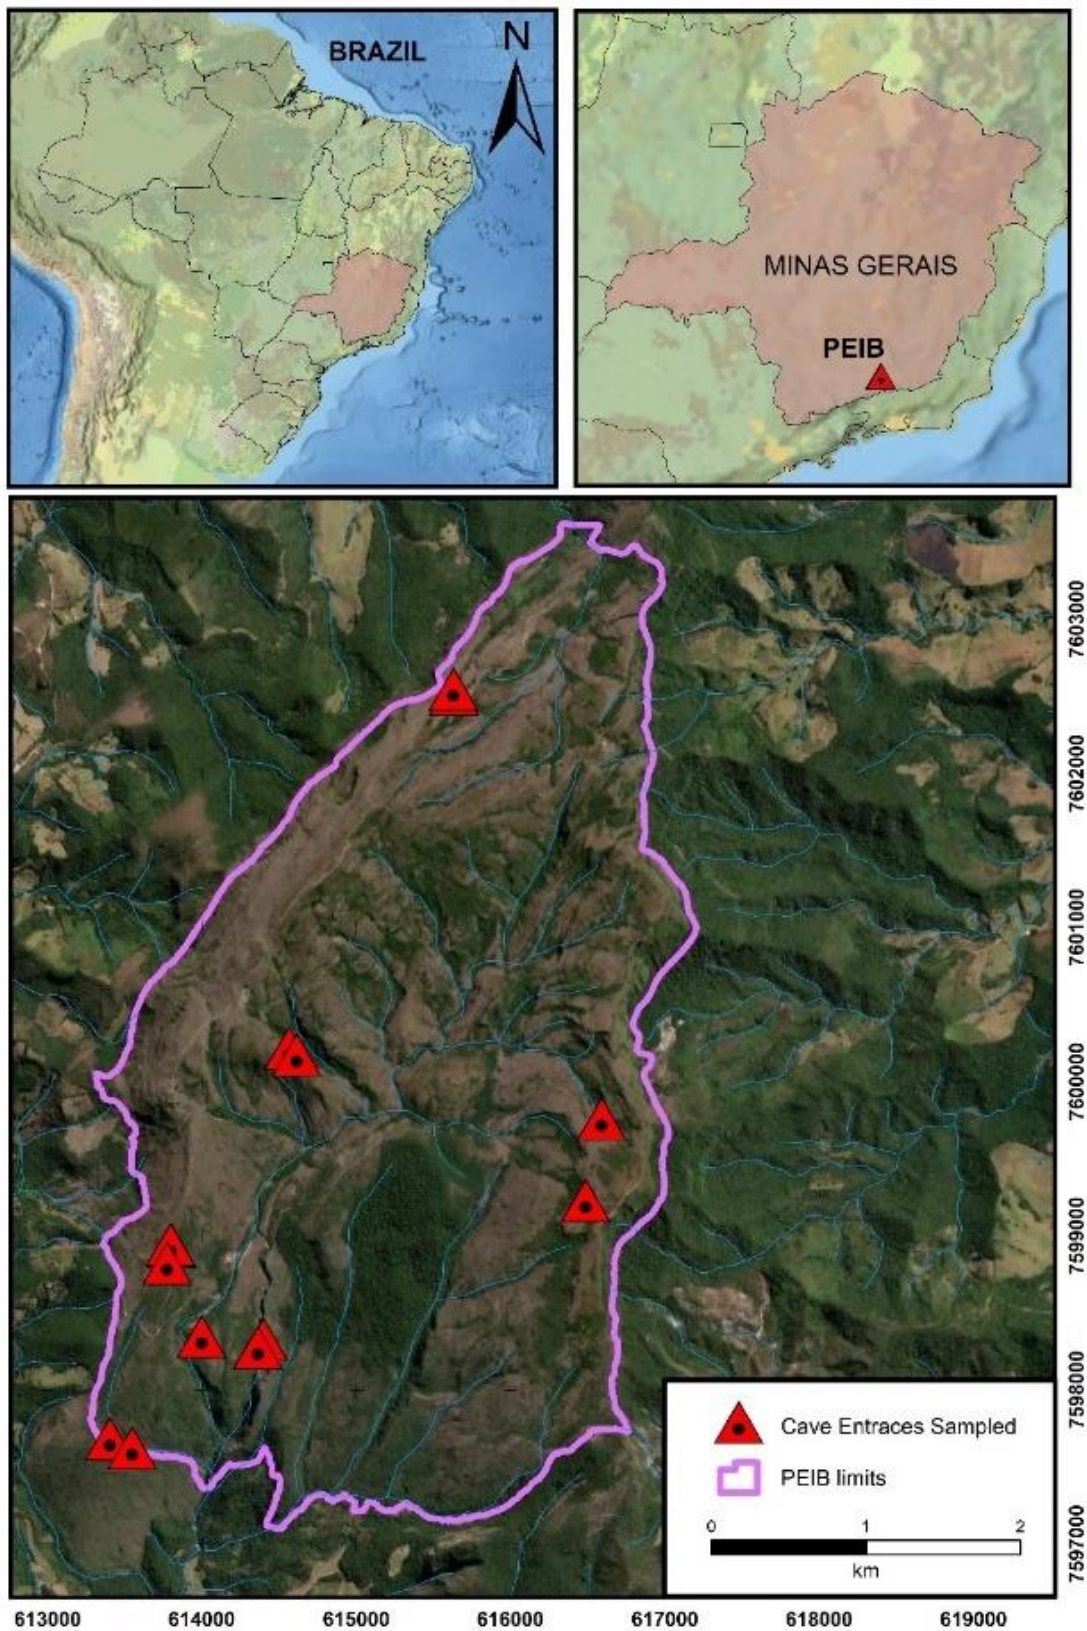 BRAZIL
N
MINAS GERAIS
PEIB
7603000
7602000
7601000
7600000
7599000
7598000
7597000
Cave Entraces Sampled
PEIB limits
0 1 2
km
613000 614000 615000 616000 617000 618000 619000